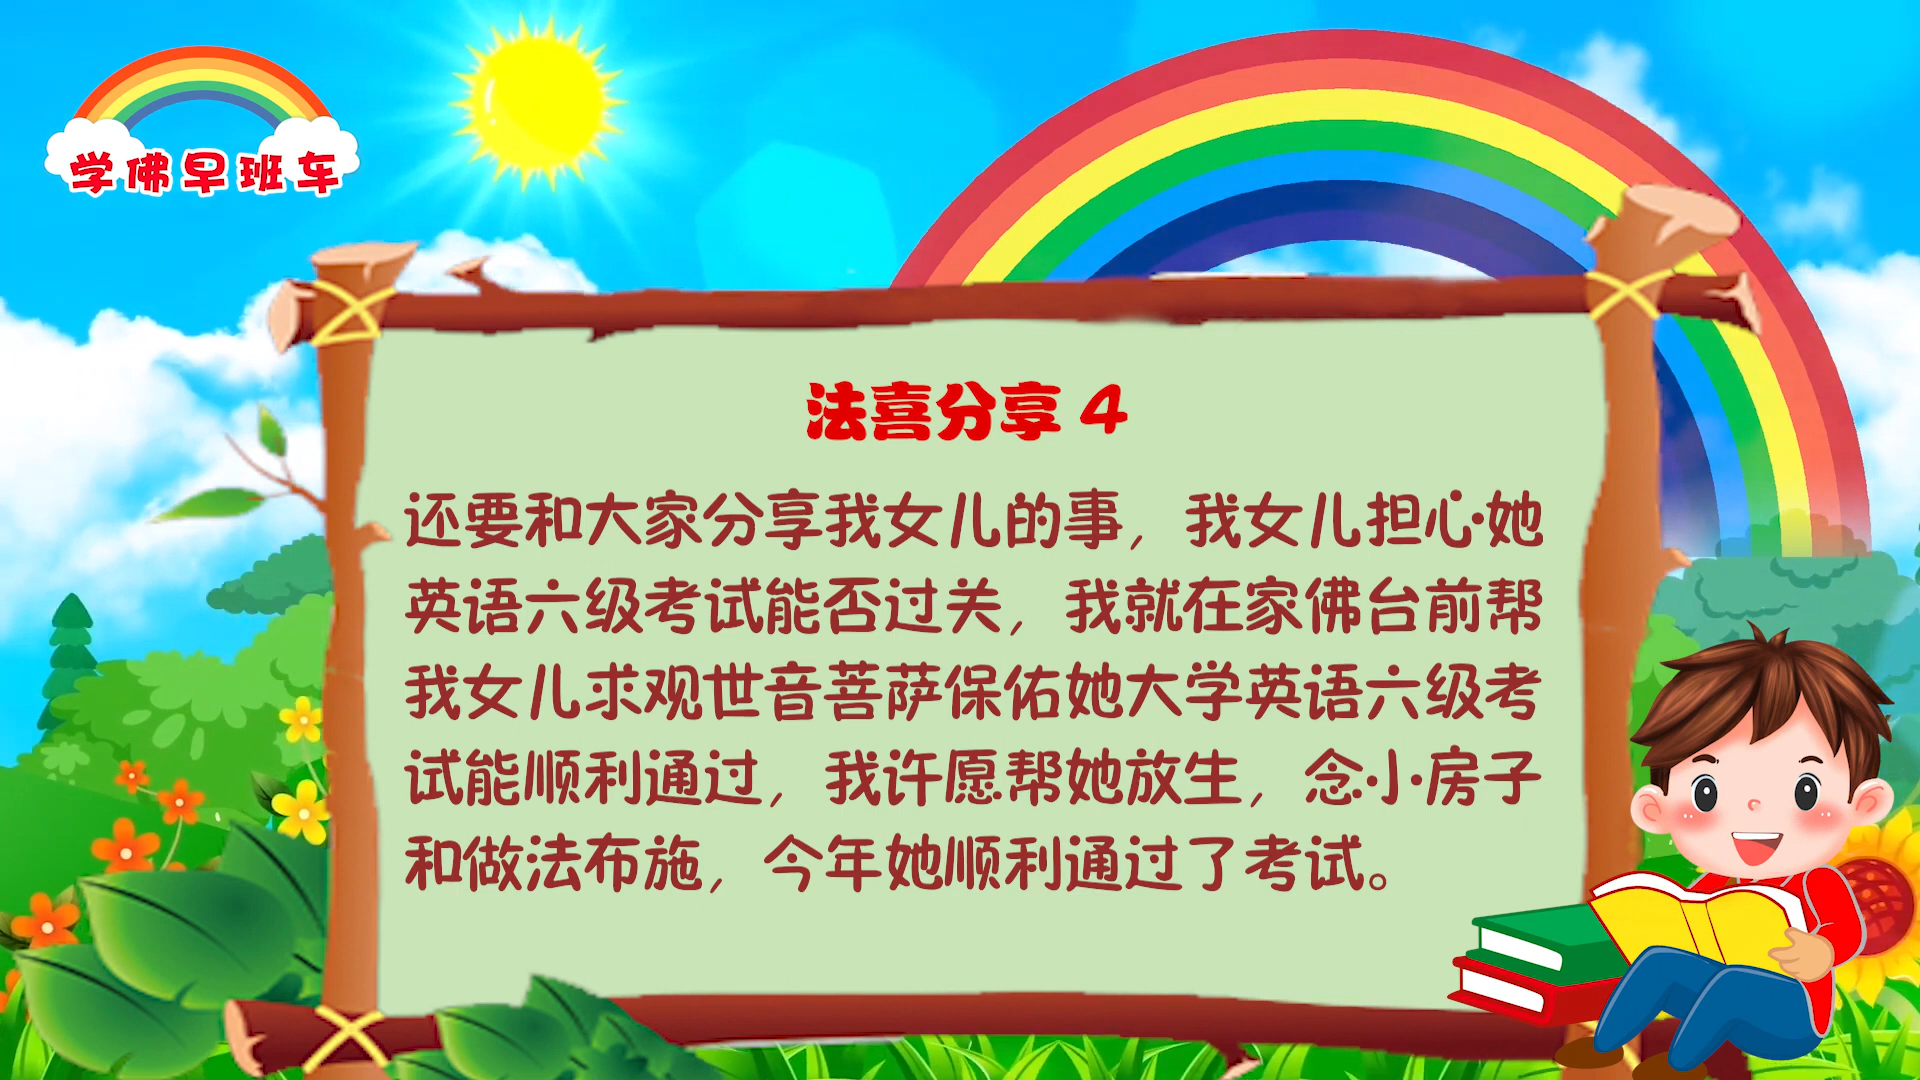 学佛早班车
法喜分享 4
还要和大家分享我女儿的事，我女儿担心她
英语六级考试能否过关，我就在家佛台前帮
我女儿求观世音菩萨保佑她大学英语六级考
试能顺利通过，我许愿帮她放生，念小房子
和做法布施，今年她顺利通过了考试。